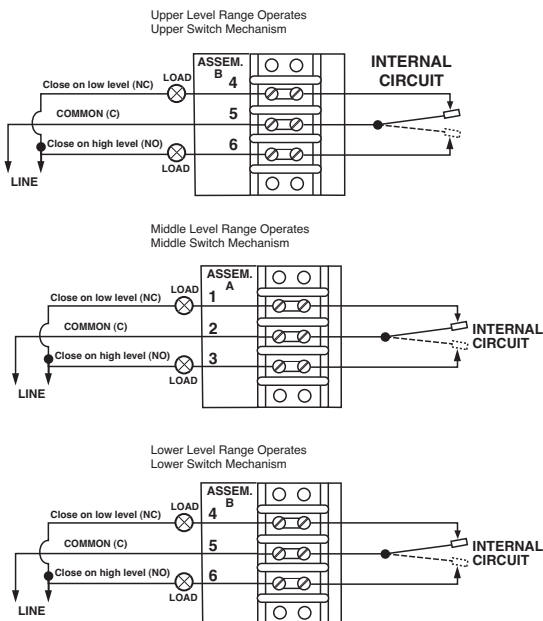 Upper Level Range Operates
Upper Switch Mechanism
ASSEM.
B
INTERNAL
CIRCUIT
LOAD
Close on low level (NC)
4
COMMON (C)
5
Close on high level (NO)
6
LOAD
LINE
Middle Level Range Operates
Middle Switch Mechanism
ASSEM.
A
LOAD
Close on low level (NC)
1
COMMON (C)
2
INTERNAL
CIRCUIT
Close on high level (NO)
3
LOAD
LINE
Lower Level Range Operates
Lower Switch Mechanism
ASSEM.
B
LOAD
Close on low level (NC)
4
COMMON (C)
5
INTERNAL
CIRCUIT
Close on high level (NO)
6
LOAD
LINE